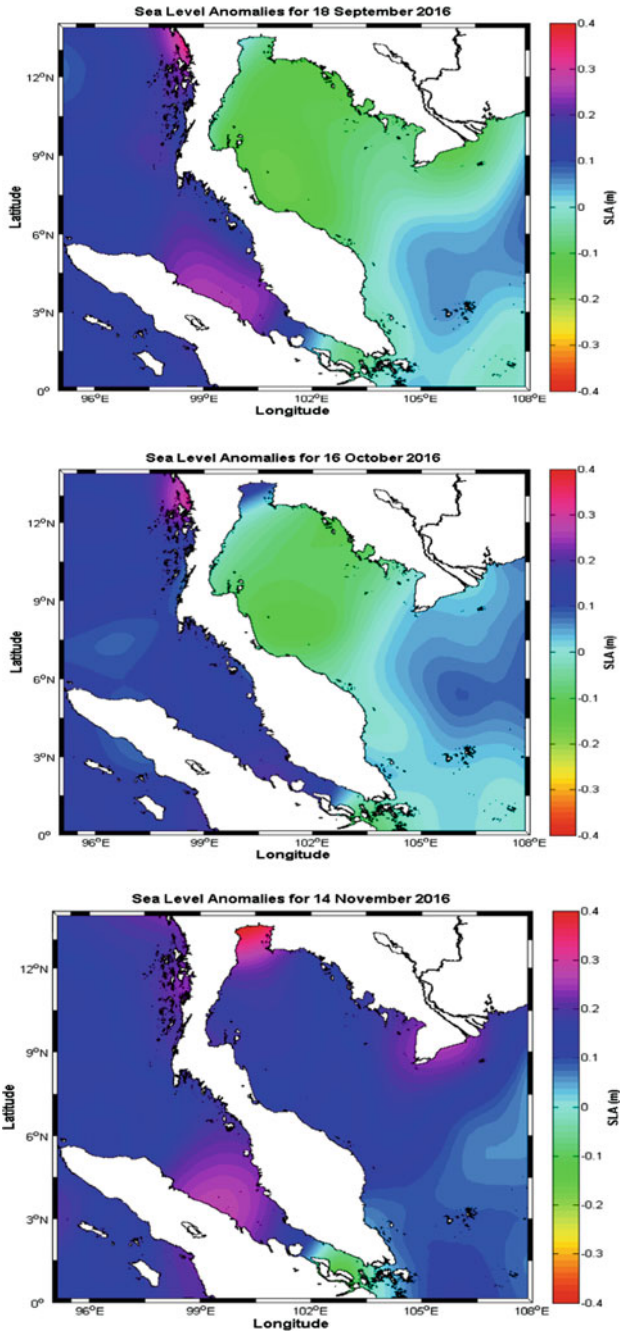 Sea Level Anomalies for 18 September 2016
12°N
9°N
6°N
3°N
0°
96°E
99°E
102°E
105°E
108°E
Latitude
Longitude
0.4
0.3
0.2
0.1
0
-0.1
-0.2
-0.3
-0.4
SLA (m)
Sea Level Anomalies for 16 October 2016
12°N
9°N
6°N
3°N
0°
96°E
99°E
102°E
105°E
108°E
Latitude
Longitude
0.4
0.3
0.2
0.1
0
-0.1
-0.2
-0.3
-0.4
SLA (m)
Sea Level Anomalies for 14 November 2016
12°N
9°N
6°N
3°N
0°
96°E
99°E
102°E
105°E
108°E
Latitude
Longitude
0.4
0.3
0.2
0.1
0
-0.1
-0.2
-0.3
-0.4
SLA (m)